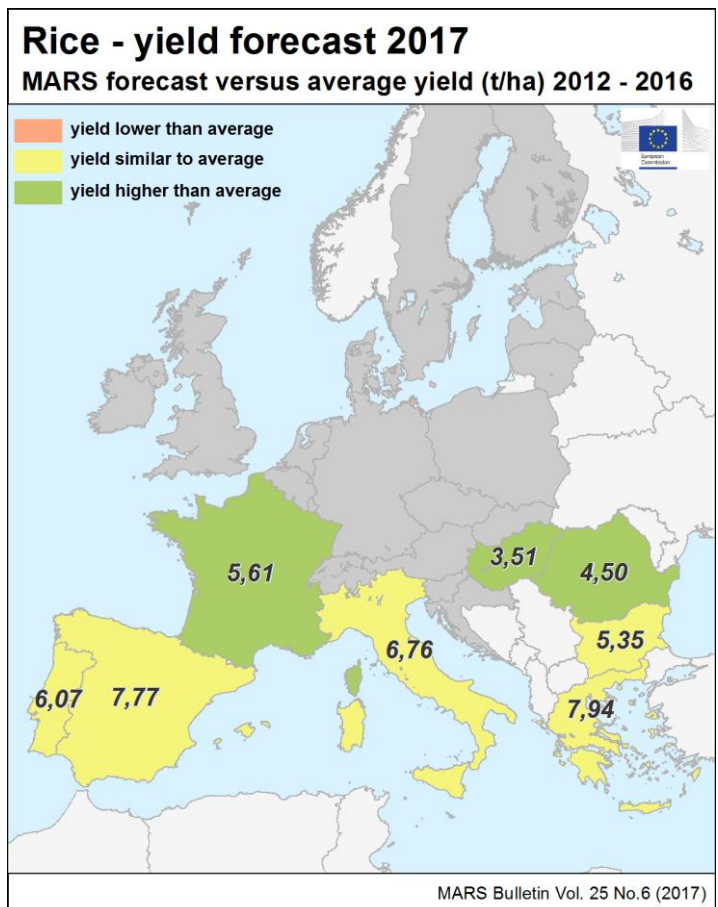 Rice - yield forecast 2017
MARS forecast versus average yield (t/ha) 2012 - 2016
yield lower than average
yield similar to average
yield higher than average
European
Commission
3,51
5,61
4,50
5,35
6,76
6,07
7,77
7,94
MARS Bulletin Vol. 25 No.6 (2017)